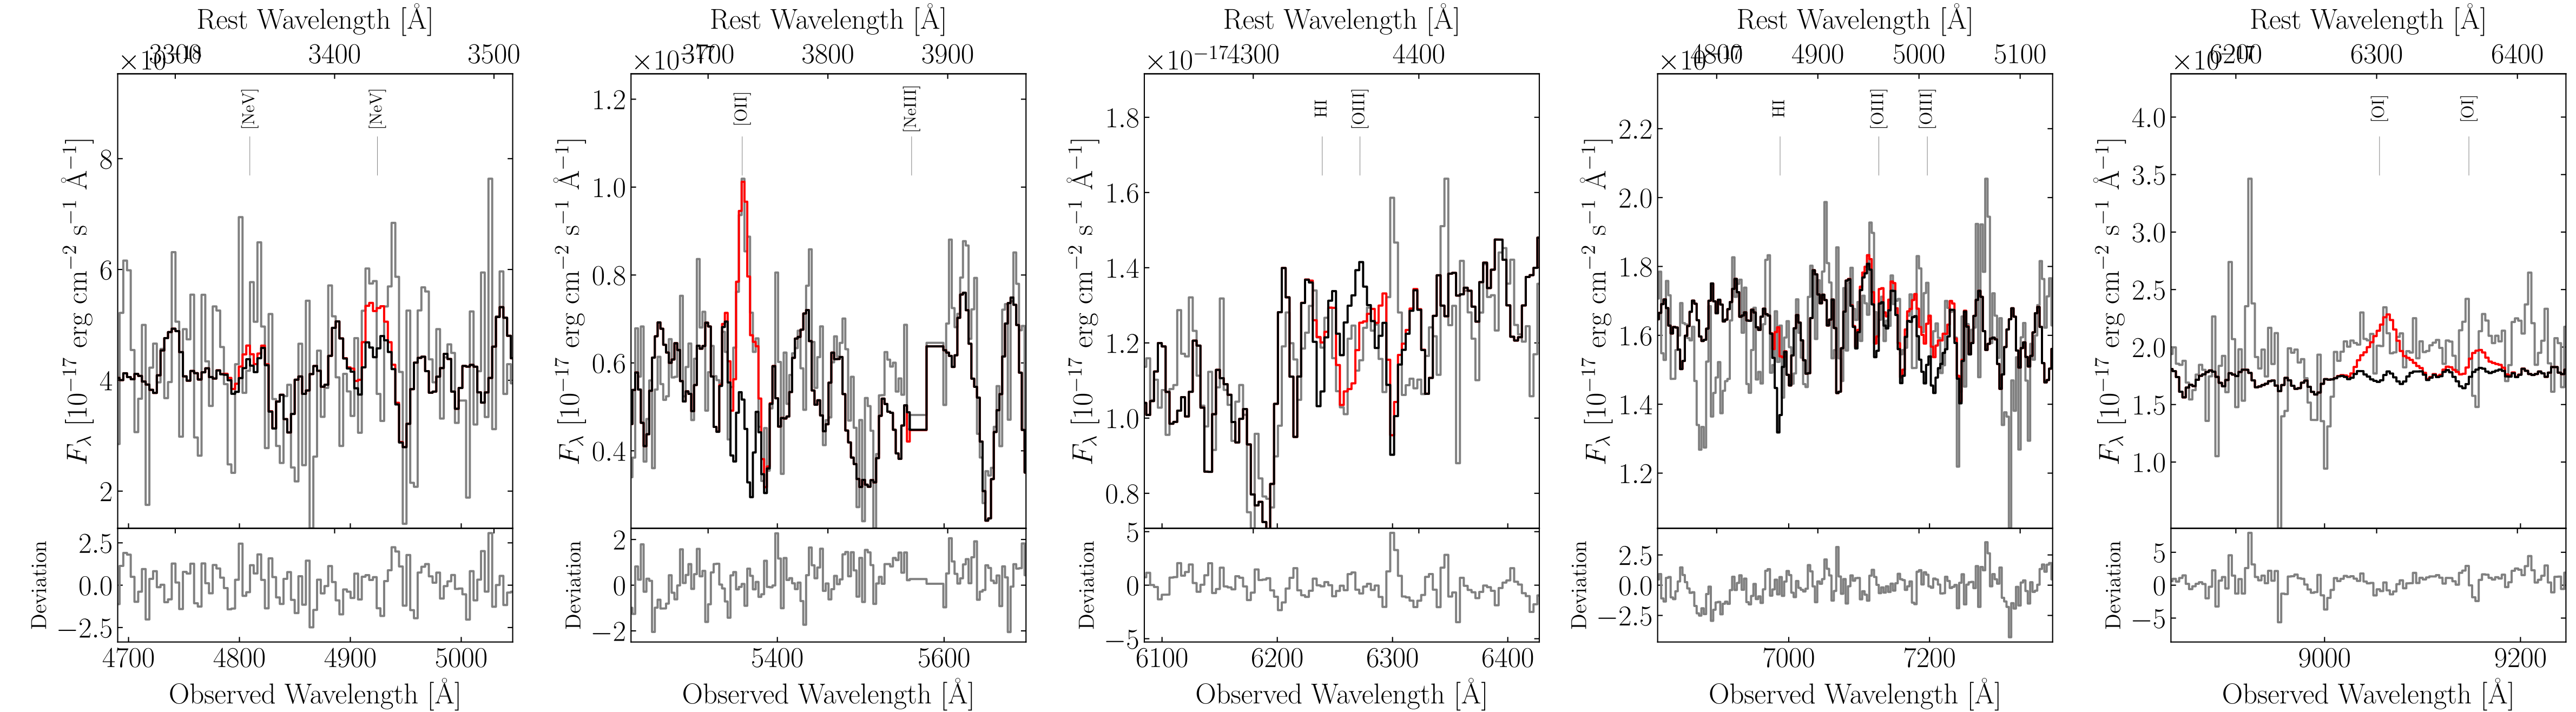 Rest Wavelength [Å] Rest Wavelength [Å] Rest Wavelength [Å] Rest Wavelength [Å] Rest Wavelength [Å]
3400 3500 3800 3900 4300 4400 4900 5000 5100 6300 6400
[NeV] [NeV] [OII] [NeIII] HI [OIII] HI [OIII] [OIII] [OI] [OI]
8 6 4 2
1.2 1.0 0.8 0.6 0.4
1.8 1.6 1.4 1.2 1.0 0.8
2.2 2.0 1.8 1.6 1.4 1.2
4.0 3.5 3.0 2.5 2.0 1.5 1.0
Fλ [10−17 erg cm−2 s−1 Å−1]
Fλ [10−17 erg cm−2 s−1 Å−1]
Fλ [10−17 erg cm−2 s−1 Å−1]
Fλ [10−17 erg cm−2 s−1 Å−1]
Fλ [10−17 erg cm−2 s−1 Å−1]
2.5 0.0 −2.5
2 0 −2
5 0 −5
2.5 0.0 −2.5
5 0 −5
Deviation Deviation Deviation Deviation Deviation
4700 4800 4900 5000 5400 5600 6100 6200 6300 6400 7000 7200 9000 9200
Observed Wavelength [Å] Observed Wavelength [Å] Observed Wavelength [Å] Observed Wavelength [Å] Observed Wavelength [Å]